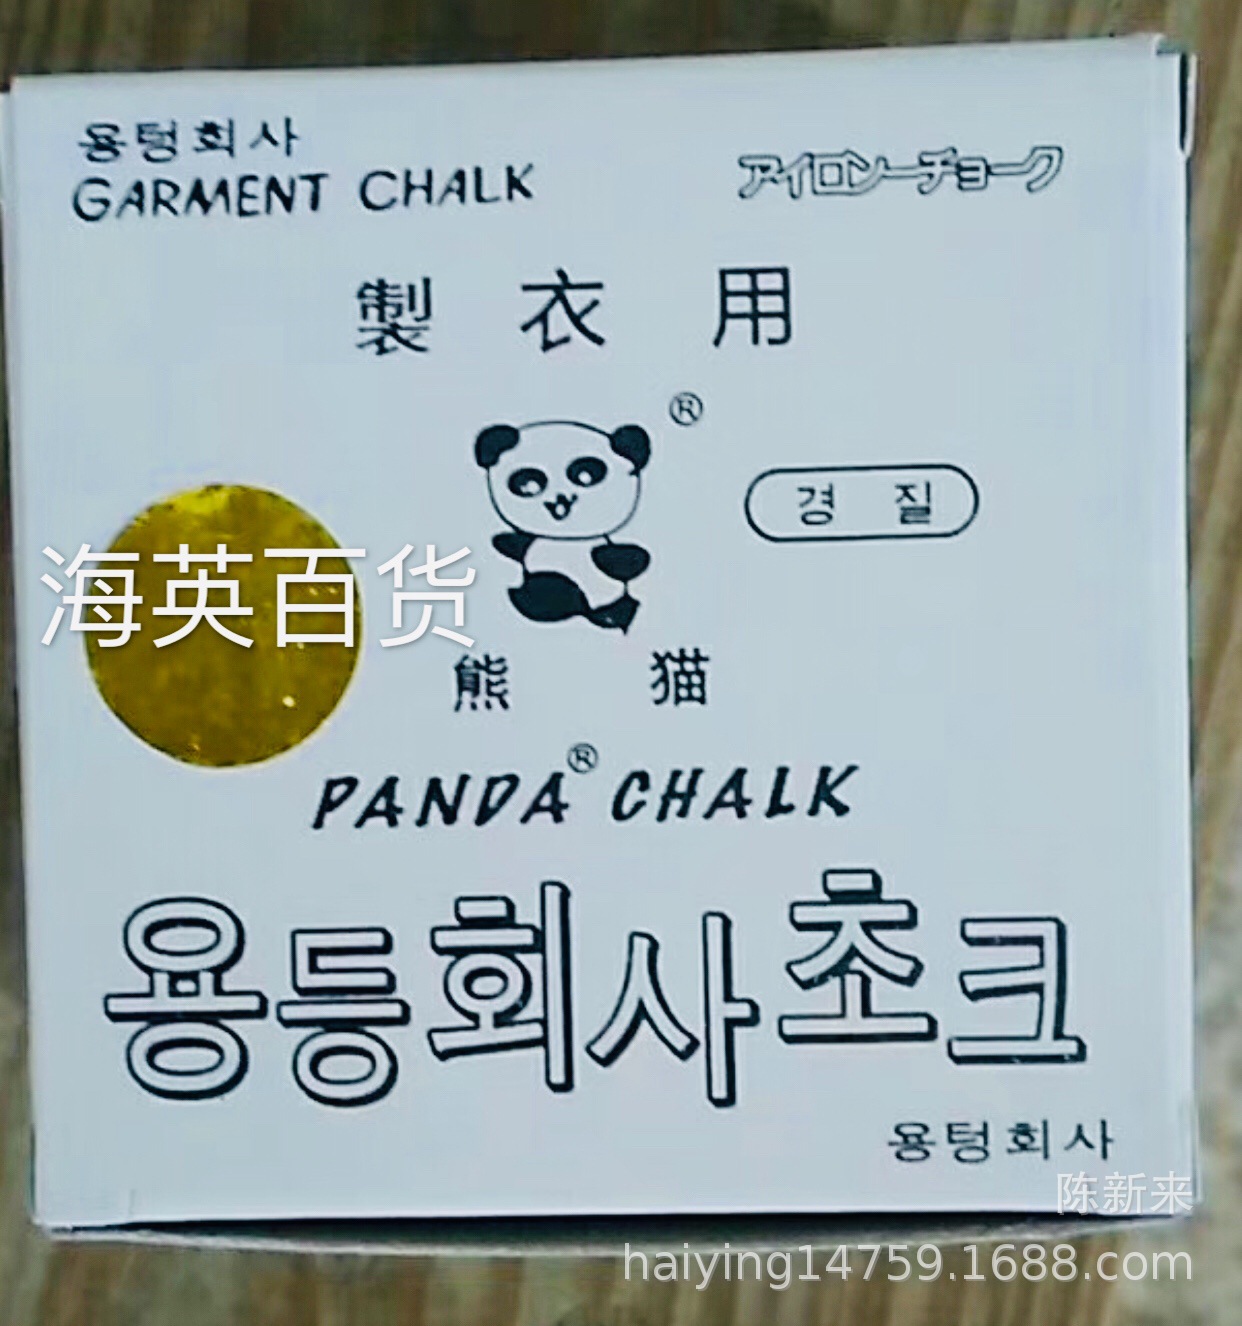 용텅회사
GARMENT CHALK
アイロンーチョーク
製 衣 用
®
경 질
海英百货
熊 猫
PANDA® CHALK
용등회사쵸크
용텅회사
陈新来
haiying14759.1688.com